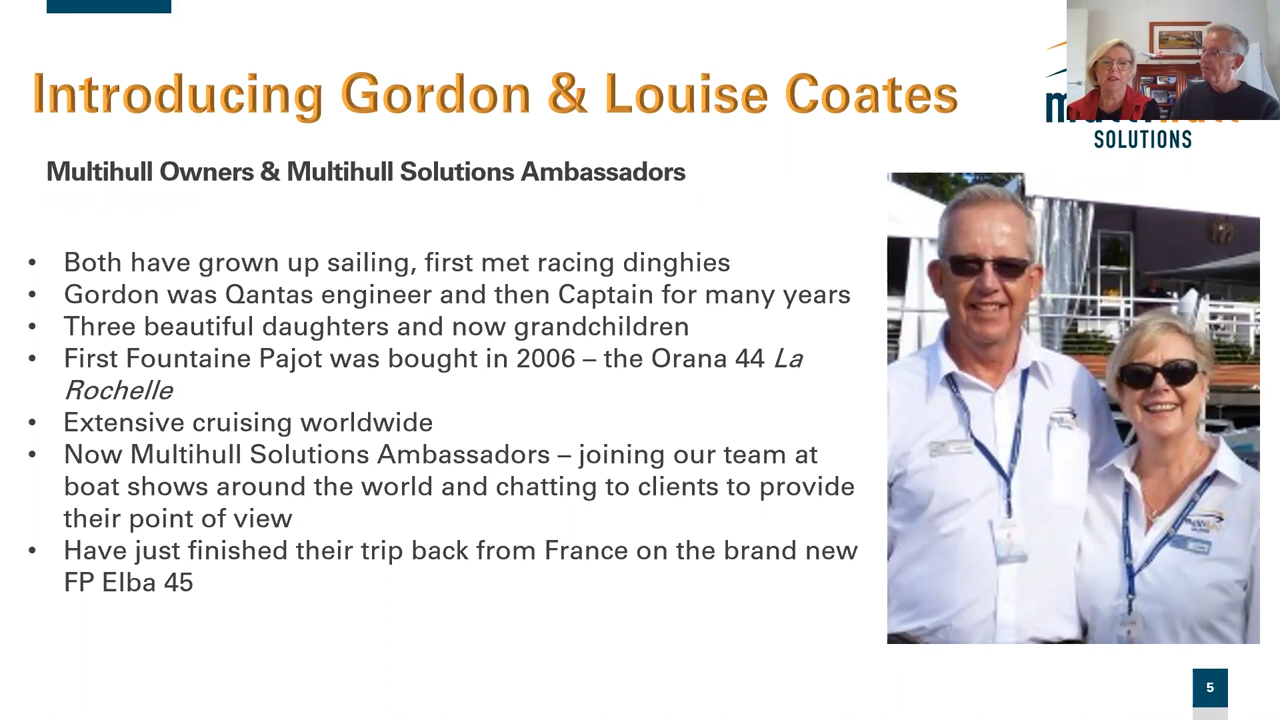 Introducing Gordon & Louise Coates
SOLUTIONS
Multihull Owners & Multihull Solutions Ambassadors
• Both have grown up sailing, first met racing dinghies
• Gordon was Qantas engineer and then Captain for many years
• Three beautiful daughters and now grandchildren
• First Fountaine Pajot was bought in 2006 – the Orana 44 La
Rochelle
• Extensive cruising worldwide
• Now Multihull Solutions Ambassadors – joining our team at
boat shows around the world and chatting to clients to provide
their point of view
• Have just finished their trip back from France on the brand new
FP Elba 45
5